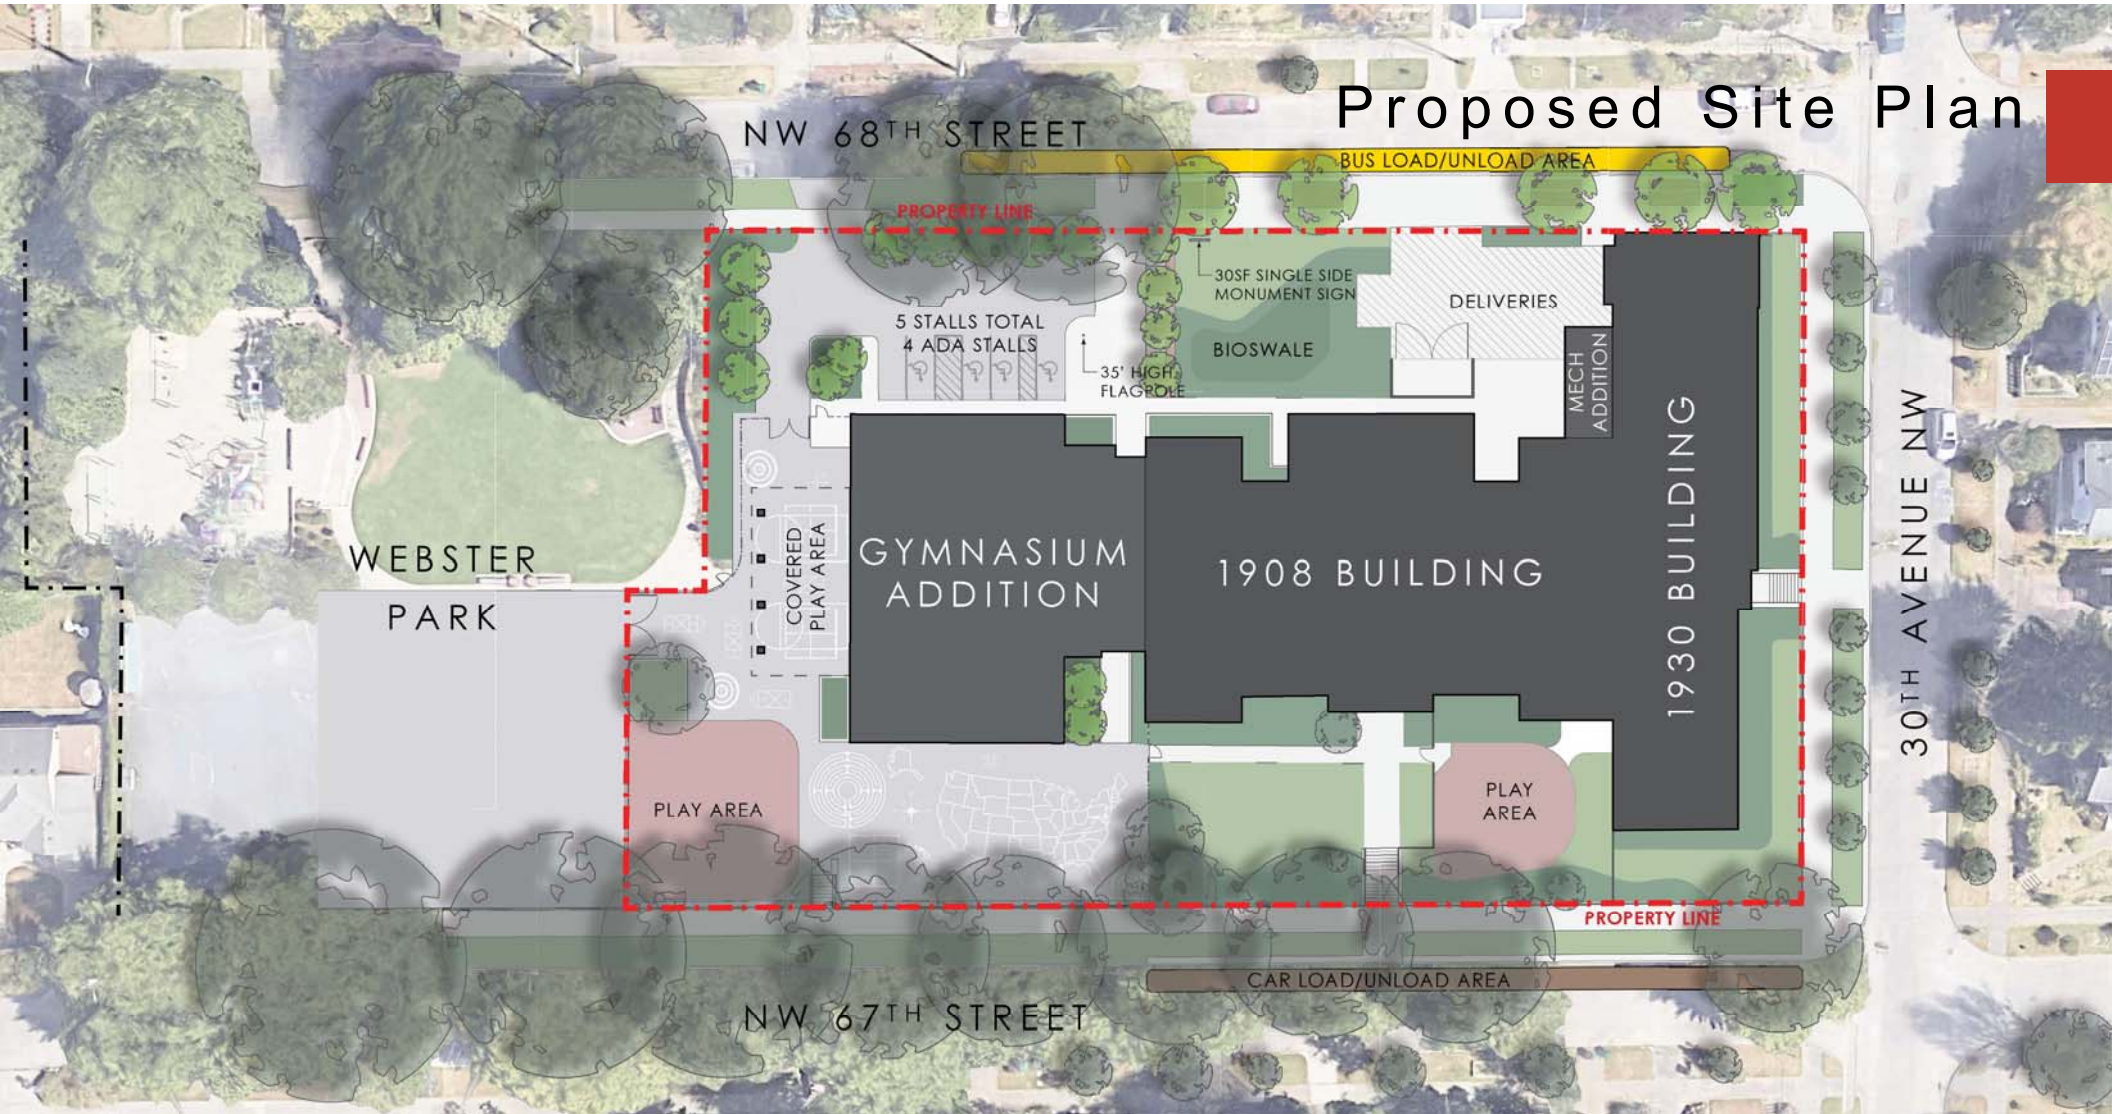 Proposed Site Plan
NW 68TH STREET
BUS LOAD/UNLOAD AREA
PROPERTY LINE
30SF SINGLE SIDE
MONUMENT SIGN
DELIVERIES
5 STALLS TOTAL
4 ADA STALLS
BIOSWALE
35' HIGH
FLAGPOLE
MECH
ADDITION
WEBSTER
PARK
COVERED
PLAY AREA
GYMNASIUM
ADDITION
1908 BUILDING
1930 BUILDING
30TH AVENUE NW
PLAY AREA
PLAY
AREA
PROPERTY LINE
CAR LOAD/UNLOAD AREA
NW 67TH STREET